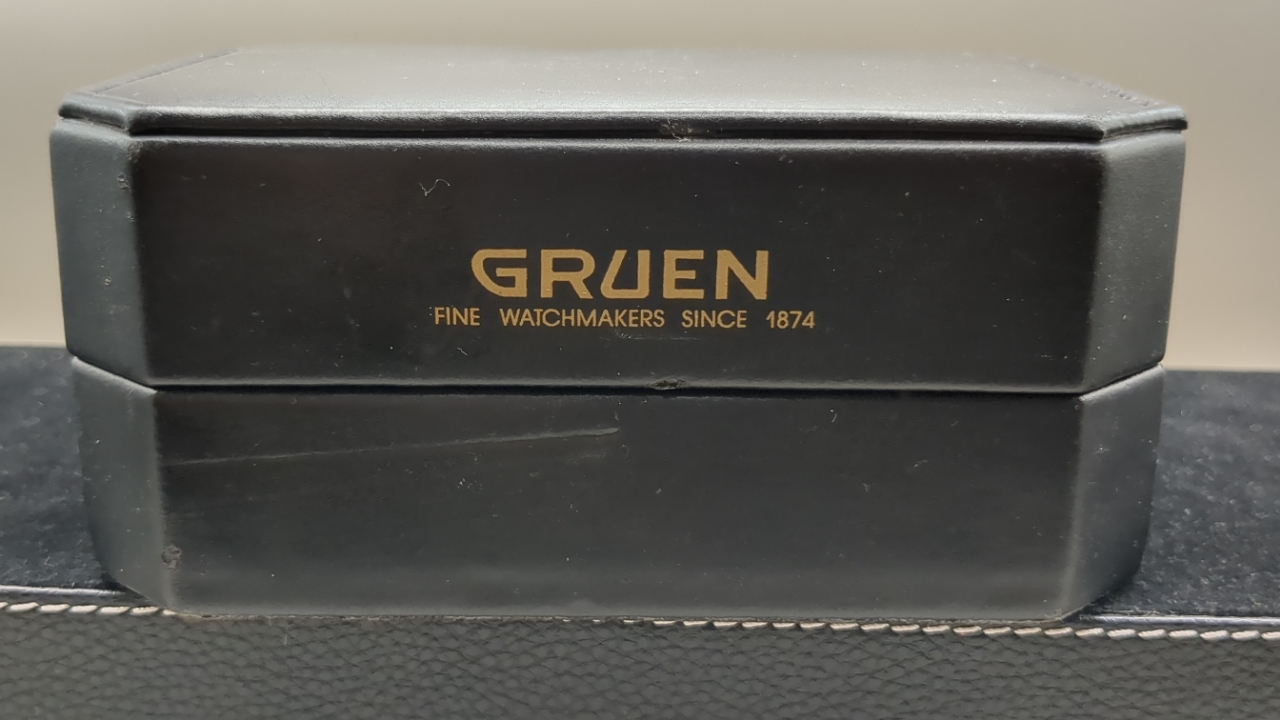 GRUEN
FINE WATCHMAKERS SINCE 1874